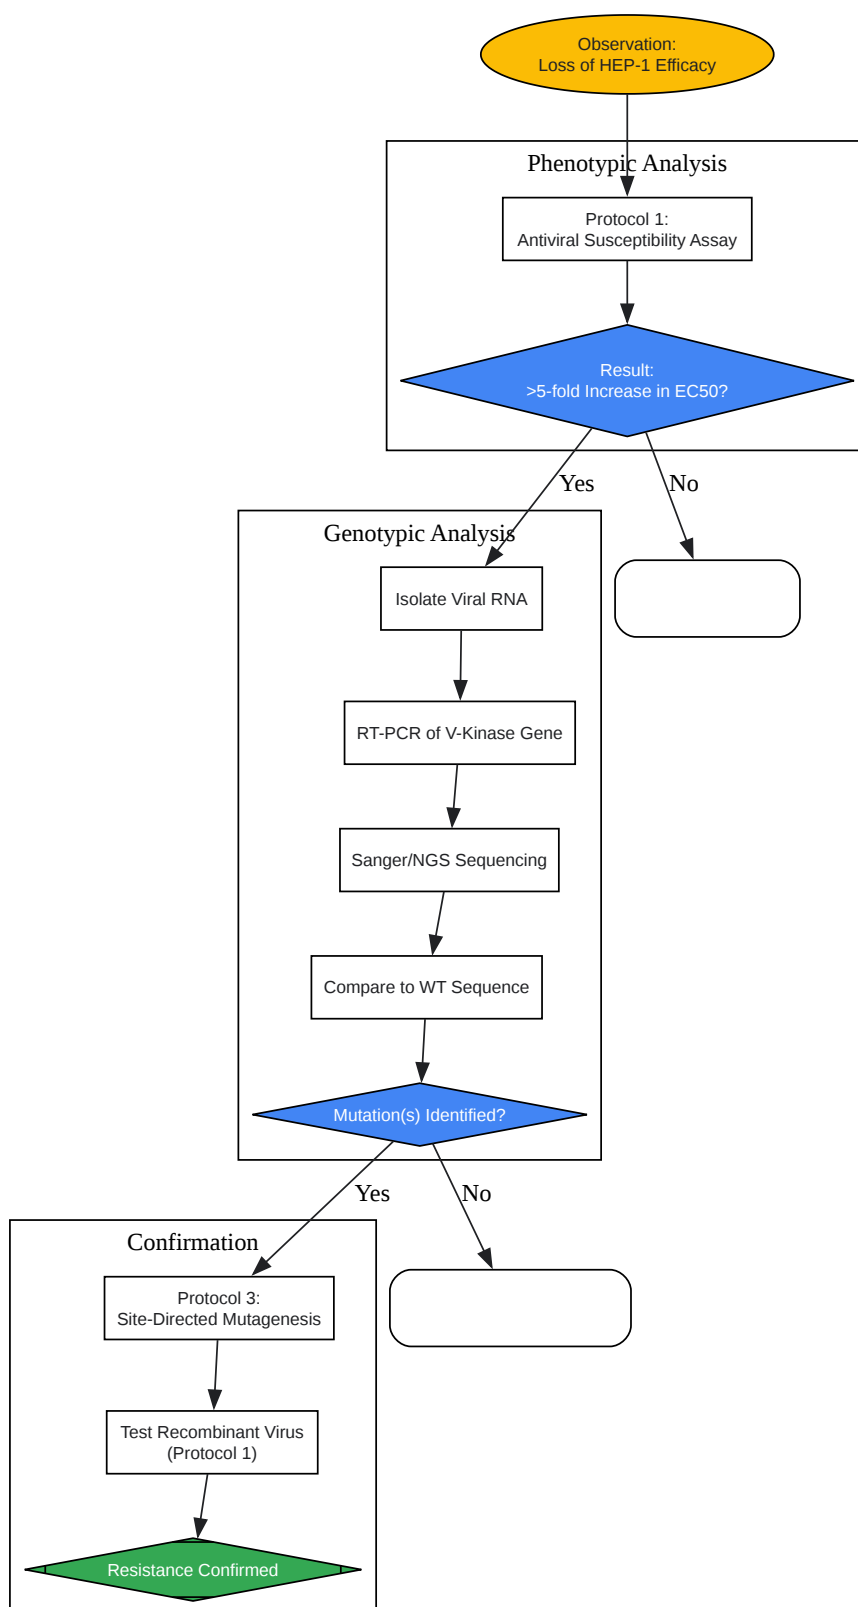 Observation:
Loss of HEP-1 Efficacy
Phenotypic Analysis
Protocol 1:
Antiviral Susceptibility Assay
Result:
>5-fold Increase in EC50?
Yes
No
Genotypic Analysis
Isolate Viral RNA
RT-PCR of V-Kinase Gene
Sanger/NGS Sequencing
Compare to WT Sequence
Mutation(s) Identified?
Yes
No
Confirmation
Protocol 3:
Site-Directed Mutagenesis
Test Recombinant Virus
(Protocol 1)
Resistance Confirmed